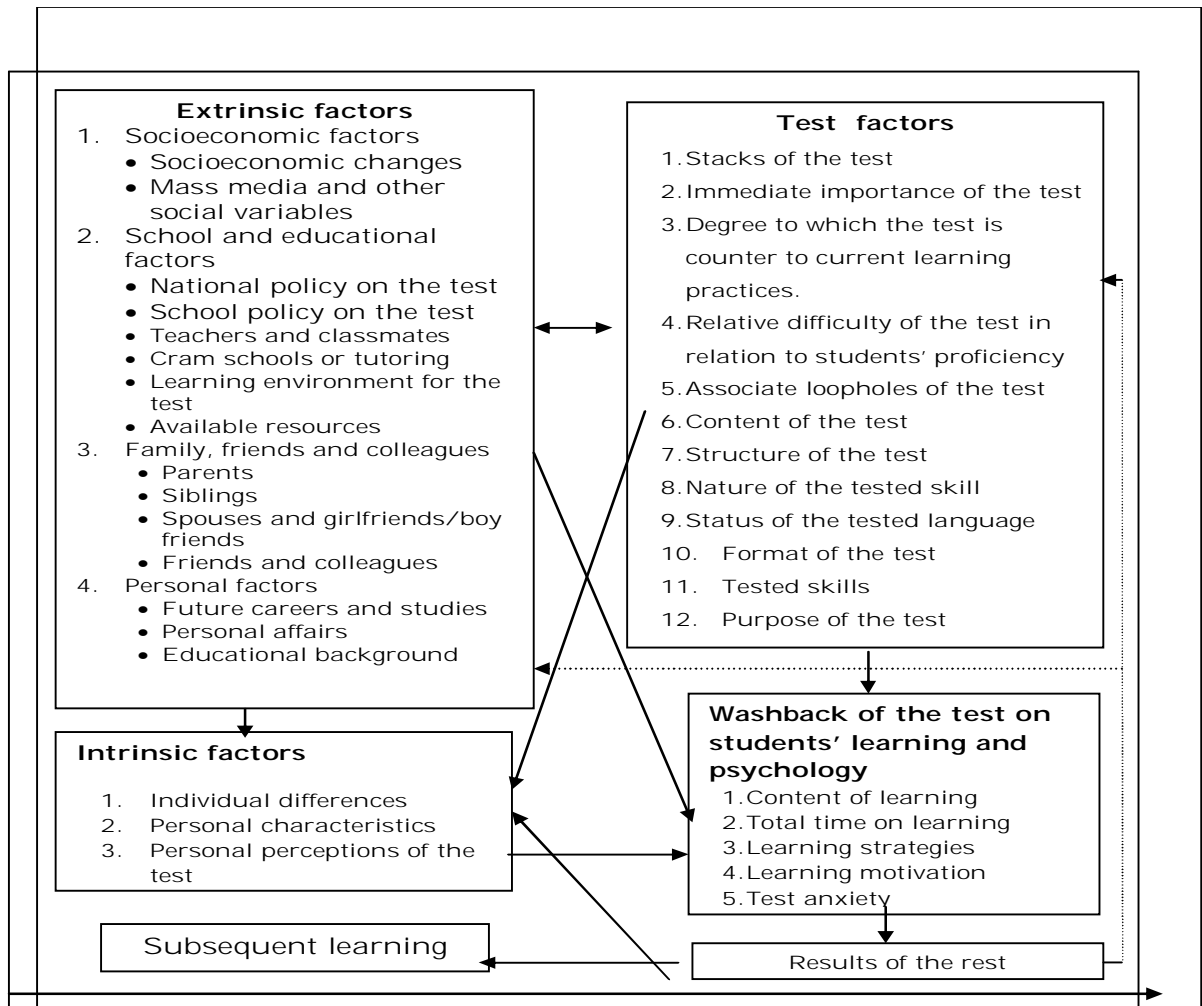 Extrinsic factors
1. Socioeconomic factors
• Socioeconomic changes
• Mass media and other
social variables
2. School and educational
factors
• National policy on the test
• School policy on the test
• Teachers and classmates
• Cram schools or tutoring
• Learning environment for the
test
• Available resources
3. Family, friends and colleagues
• Parents
• Siblings
• Spouses and girlfriends/boy
friends
• Friends and colleagues
4. Personal factors
• Future careers and studies
• Personal affairs
• Educational background
Test factors
1. Stacks of the test
2. Immediate importance of the test
3. Degree to which the test is
counter to current learning
practices.
4. Relative difficulty of the test in
relation to students' proficiency
5. Associate loopholes of the test
6. Content of the test
7. Structure of the test
8. Nature of the tested skill
9. Status of the tested language
10. Format of the test
11. Tested skills
12. Purpose of the test
Intrinsic factors
1. Individual differences
2. Personal characteristics
3. Personal perceptions of the
test
Washback of the test on
students' learning and
psychology
1. Content of learning
2. Total time on learning
3. Learning strategies
4. Learning motivation
5. Test anxiety
Subsequent learning
Results of the rest